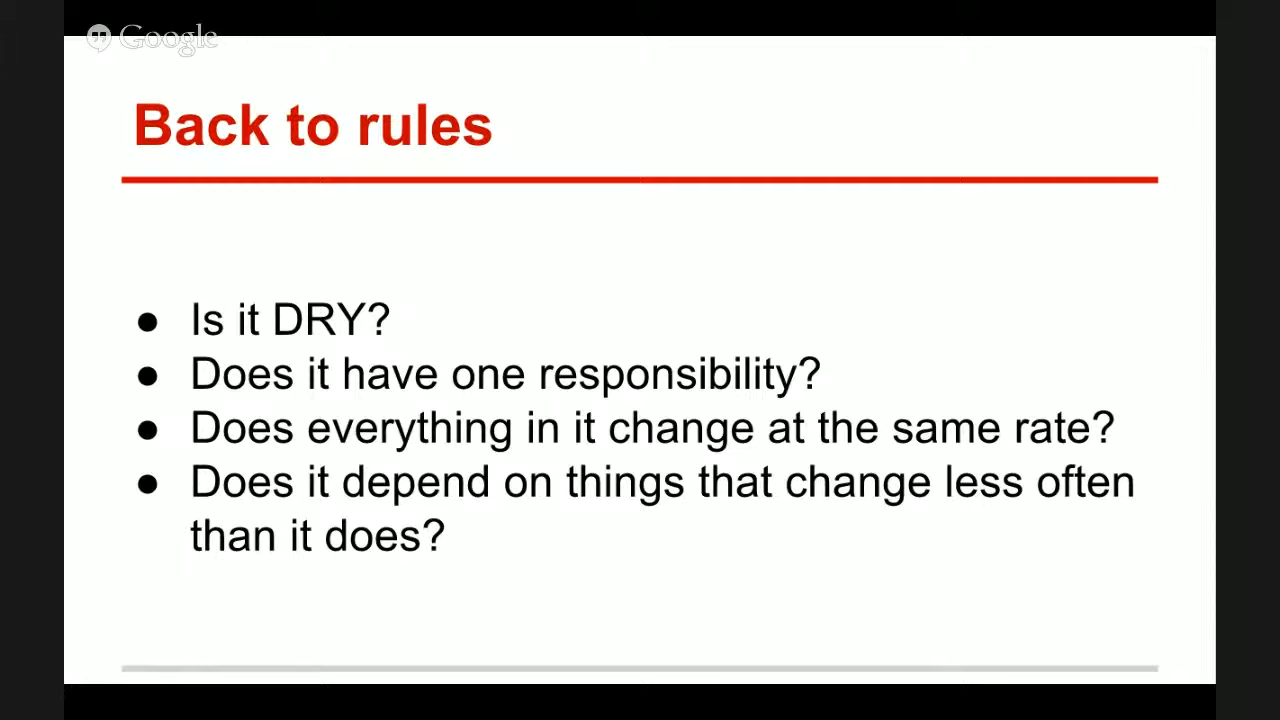 Google
Back to rules
● Is it DRY?
● Does it have one responsibility?
● Does everything in it change at the same rate?
● Does it depend on things that change less often
than it does?